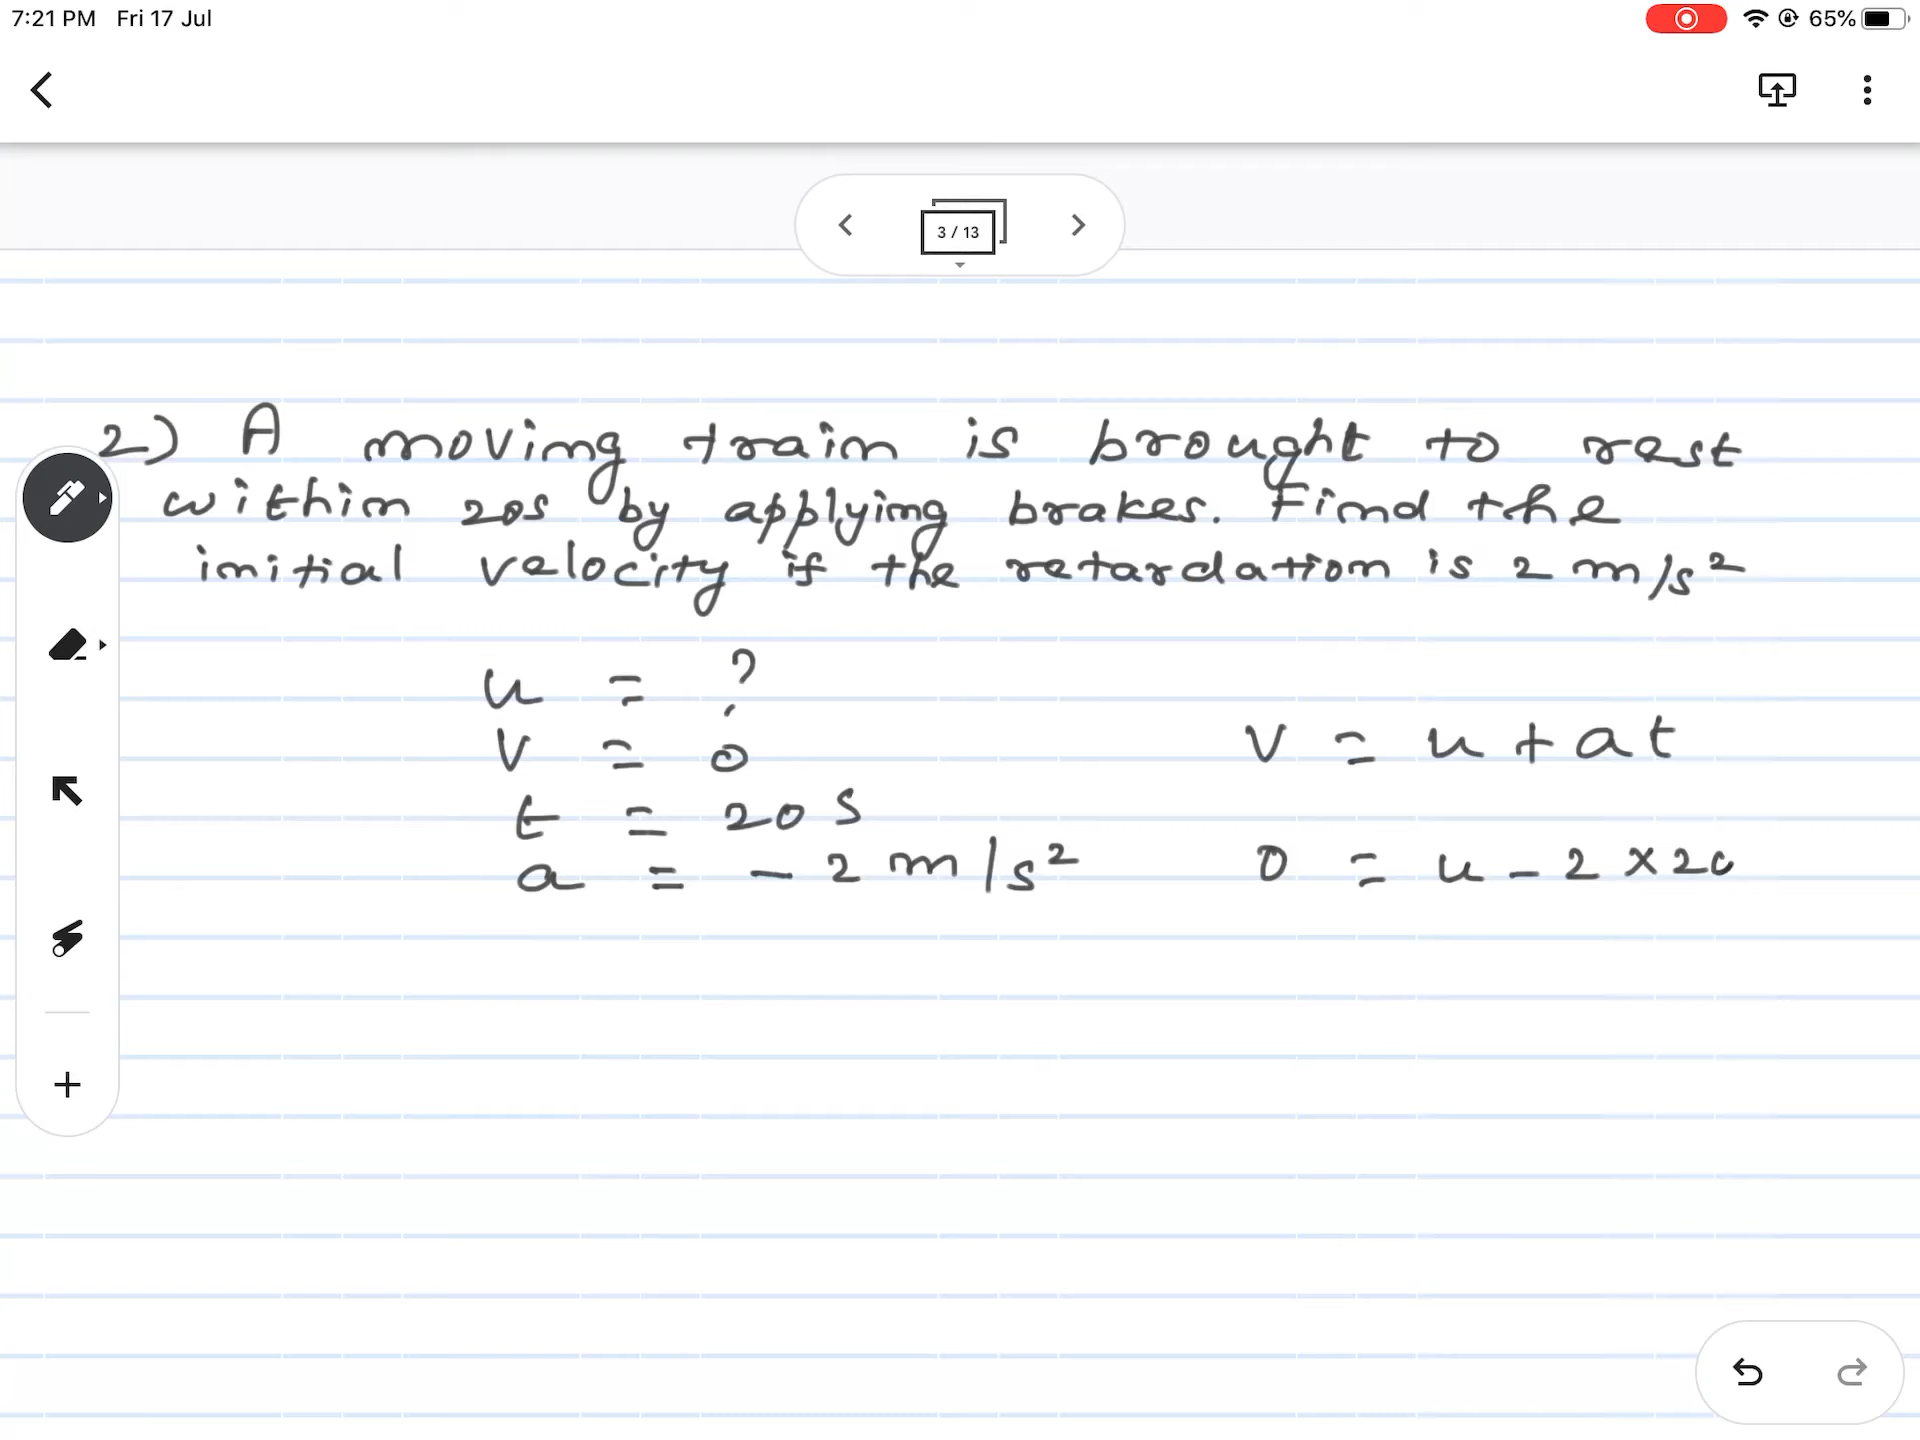 7:21 PM Fri 17 Jul
65%
3 / 13
2) A moving train is brought to rest
within 20s by applying brakes. Find the
initial velocity if the retardation is 2 m/s²
u = ?
v = 0
v = u + at
t = 20 s
a = - 2 m/s²
0 = u - 2 × 20